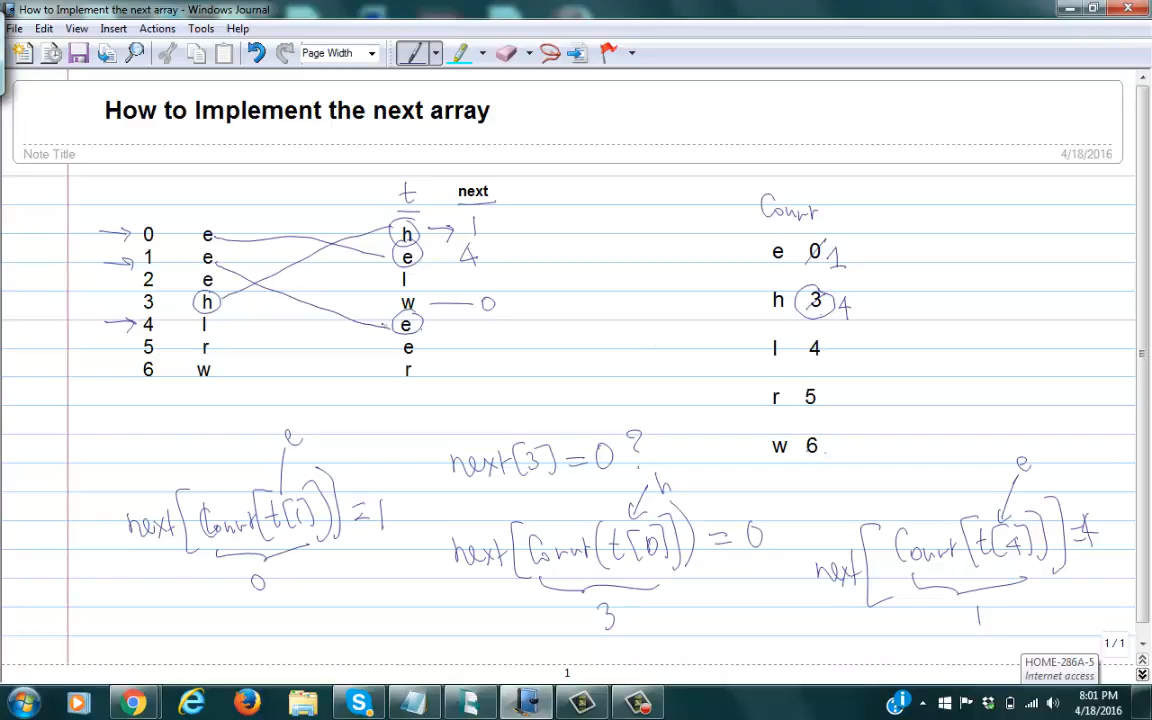 How to Implement the next array - Windows Journal
File Edit View Insert Actions Tools Help
Page Width
How to Implement the next array
Note Title
4/18/2016
t next
0 e h 1
1 e e 4
2 e l
3 h w 0
4 l e
5 r e
6 w r
Count
e 0 1
h 3 4
l 4
r 5
w 6
next[3] = 0 ?
e
next[Count[t[1]]] = 1
0
h
next[Count(t[0])] = 0
3
e
next[Count[t[4]]] = 4
1
1 / 1
1
HOME-286A-5
Internet access
8:01 PM
4/18/2016